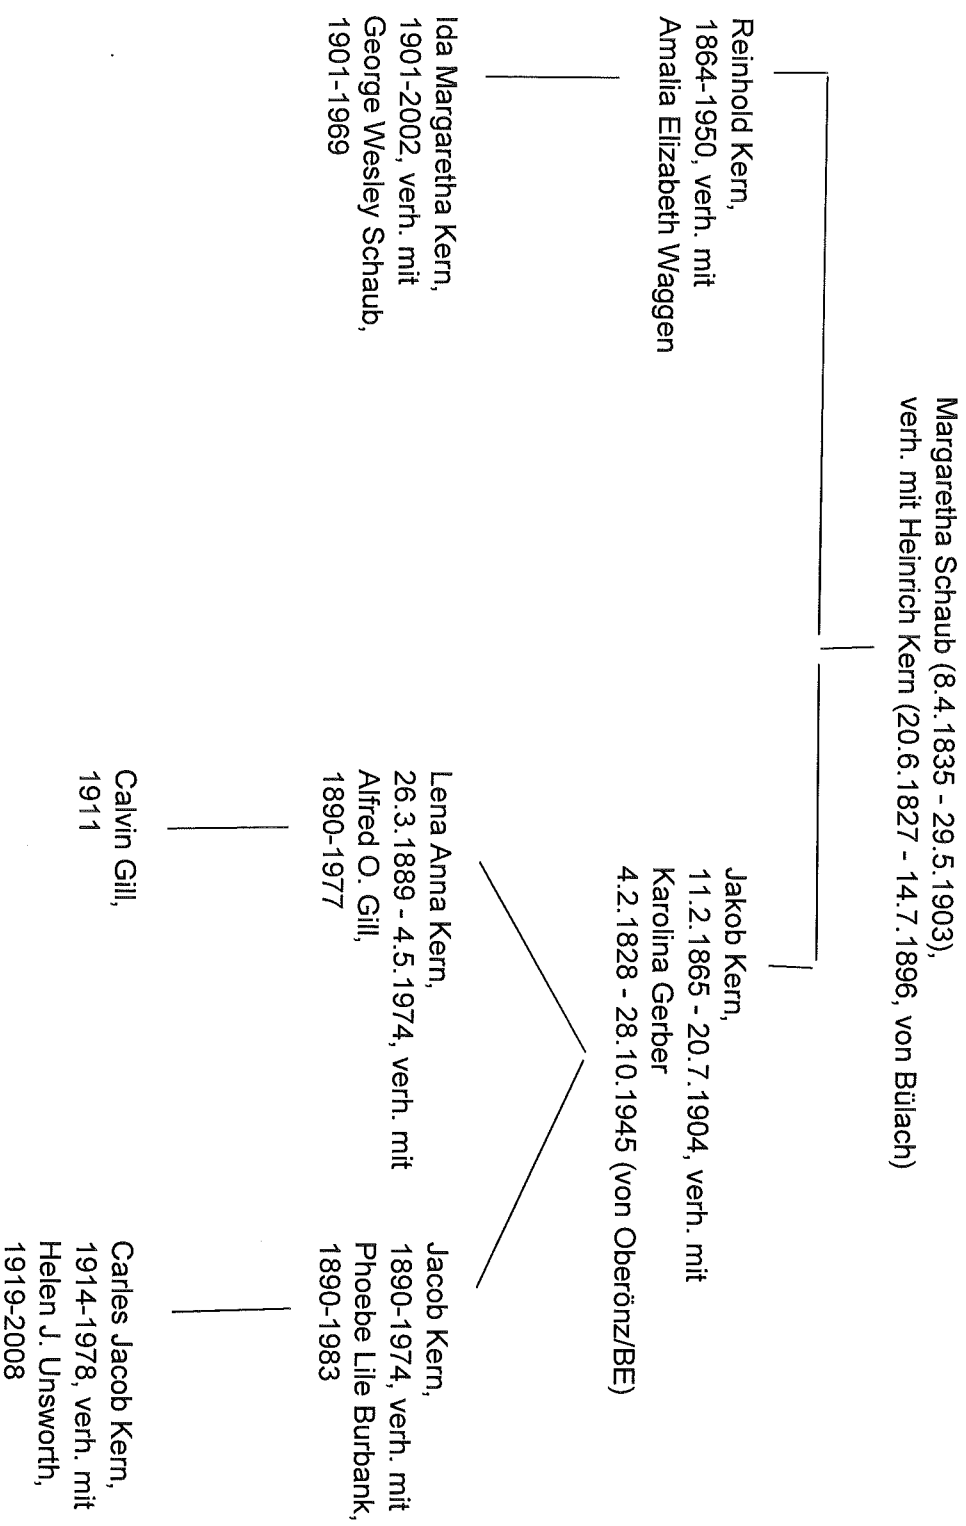 Margaretha Schaub (8.4.1835 - 29.5.1903),
verh. mit Heinrich Kern (20.6.1827 - 14.7.1896, von Bülach)
Reinhold Kern,
1864-1950, verh. mit
Amalia Elizabeth Waggen
Jakob Kern,
11.2.1865 - 20.7.1904, verh. mit
Karolina Gerber
4.2.1828 - 28.10.1945 (von Oberönz/BE)
Ida Margaretha Kern,
1901-2002, verh. mit
George Wesley Schaub,
1901-1969
Lena Anna Kern,
26.3.1889 - 4.5.1974, verh. mit
Alfred O. Gill,
1890-1977
Jacob Kern,
1890-1974, verh. mit
Phoebe Lile Burbank,
1890-1983
Calvin Gill,
1911
Carles Jacob Kern,
1914-1978, verh. mit
Helen J. Unsworth,
1919-2008